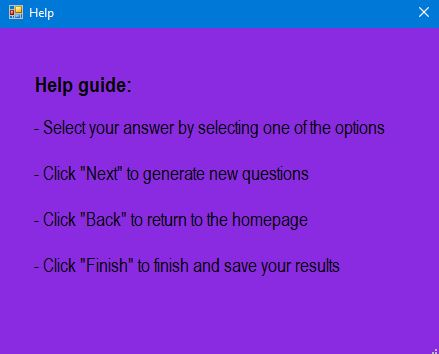 Help
Help guide:
- Select your answer by selecting one of the options
- Click "Next" to generate new questions
- Click "Back" to return to the homepage
- Click "Finish" to finish and save your results